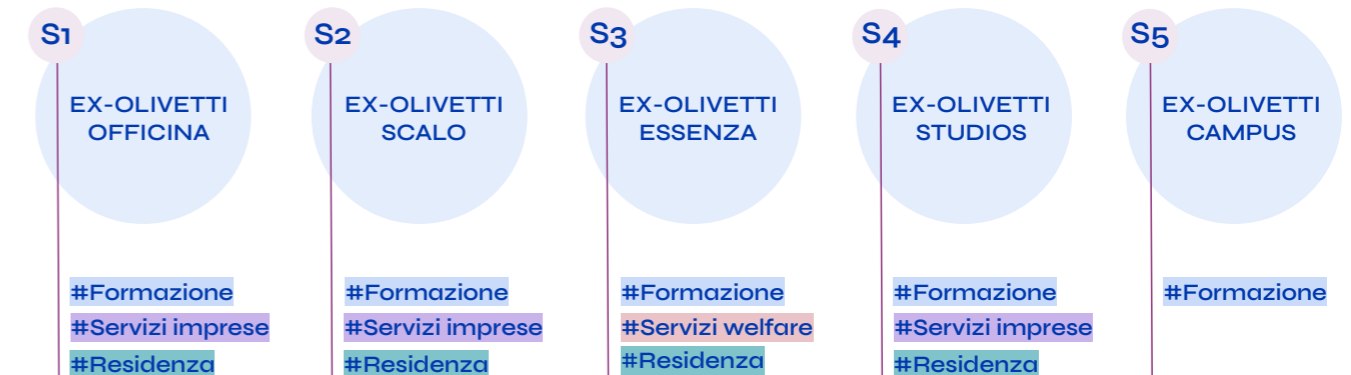 S1
EX-OLIVETTI
OFFICINA
#Formazione
#Servizi imprese
#Residenza
S2
EX-OLIVETTI
SCALO
#Formazione
#Servizi imprese
#Residenza
S3
EX-OLIVETTI
ESSENZA
#Formazione
#Servizi welfare
#Residenza
S4
EX-OLIVETTI
STUDIOS
#Formazione
#Servizi imprese
#Residenza
S5
EX-OLIVETTI
CAMPUS
#Formazione